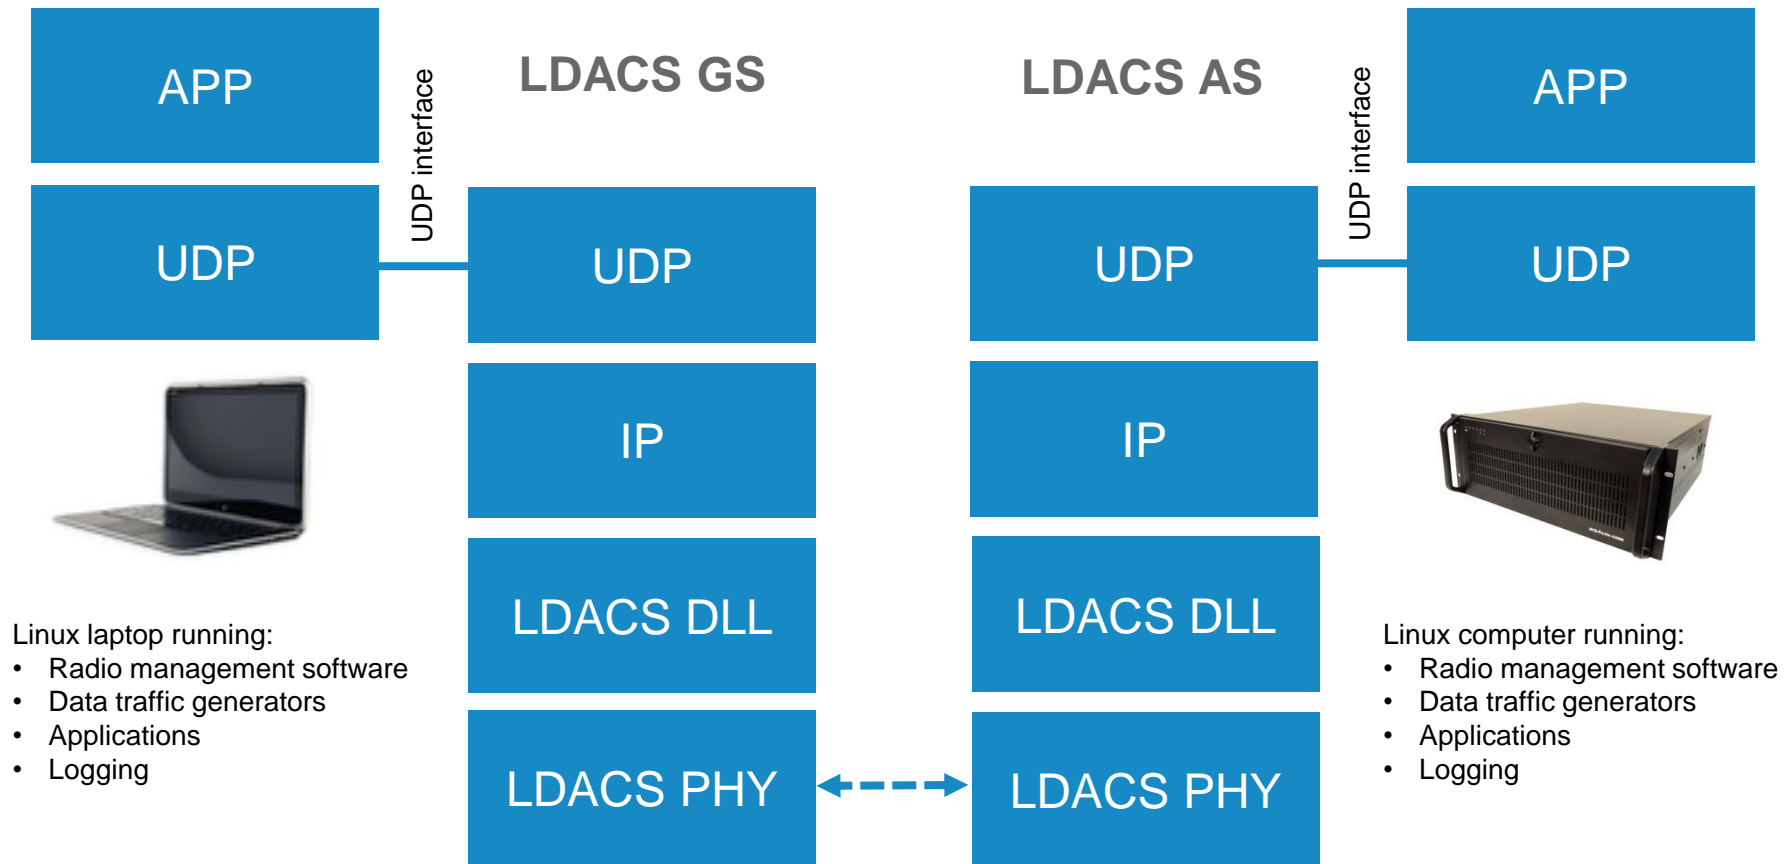 APP
UDP interface
LDACS GS
LDACS AS
UDP interface
APP
UDP
UDP
UDP
UDP
IP
IP
LDACS DLL
LDACS DLL
LDACS PHY
LDACS PHY
Linux laptop running:
• Radio management software
• Data traffic generators
• Applications
• Logging
Linux computer running:
• Radio management software
• Data traffic generators
• Applications
• Logging